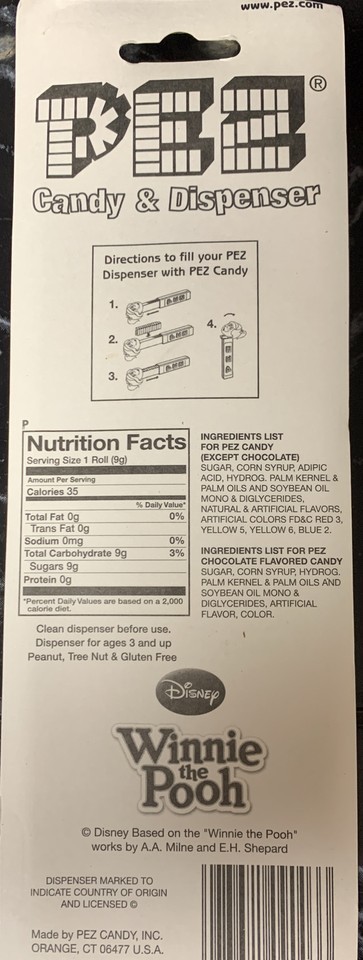 www.pez.com
PEZ®
Candy & Dispenser
Directions to fill your PEZ
Dispenser with PEZ Candy
1.
2.
3.
4.
P
Nutrition Facts
Serving Size 1 Roll (9g)
Amount Per Serving
Calories 35
% Daily Value*
Total Fat 0g 0%
Trans Fat 0g
Sodium 0mg 0%
Total Carbohydrate 9g 3%
Sugars 9g
Protein 0g
*Percent Daily Values are based on a 2,000
calorie diet.
INGREDIENTS LIST
FOR PEZ CANDY
(EXCEPT CHOCOLATE)
SUGAR, CORN SYRUP, ADIPIC
ACID, HYDROG. PALM KERNEL &
PALM OILS AND SOYBEAN OIL
MONO & DIGLYCERIDES,
NATURAL & ARTIFICIAL FLAVORS,
ARTIFICIAL COLORS FD&C RED 3,
YELLOW 5, YELLOW 6, BLUE 2.
INGREDIENTS LIST FOR PEZ
CHOCOLATE FLAVORED CANDY
SUGAR, CORN SYRUP, HYDROG.
PALM KERNEL & PALM OILS AND
SOYBEAN OIL MONO &
DIGLYCERIDES, ARTIFICIAL
FLAVOR, COLOR.
Clean dispenser before use.
Dispenser for ages 3 and up
Peanut, Tree Nut & Gluten Free
Disney
Winnie
the
Pooh
© Disney Based on the "Winnie the Pooh"
works by A.A. Milne and E.H. Shepard
DISPENSER MARKED TO
INDICATE COUNTRY OF ORIGIN
AND LICENSED ©
Made by PEZ CANDY, INC.
ORANGE, CT 06477 U.S.A.